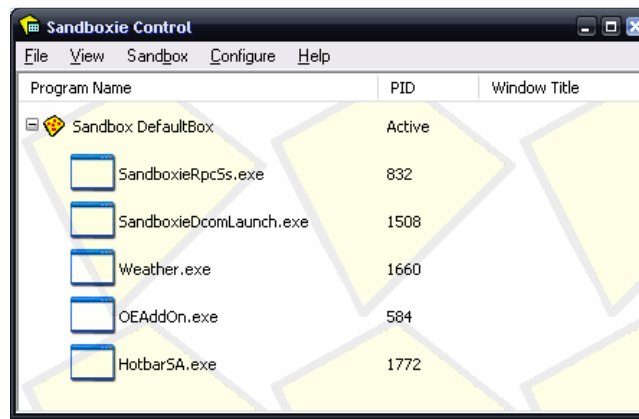 Sandboxie Control
File View Sandbox Configure Help
Program Name PID Window Title
Sandbox DefaultBox Active
SandboxieRpcSs.exe 832
SandboxieDcomLaunch.exe 1508
Weather.exe 1660
OEAddOn.exe 584
HotbarSA.exe 1772